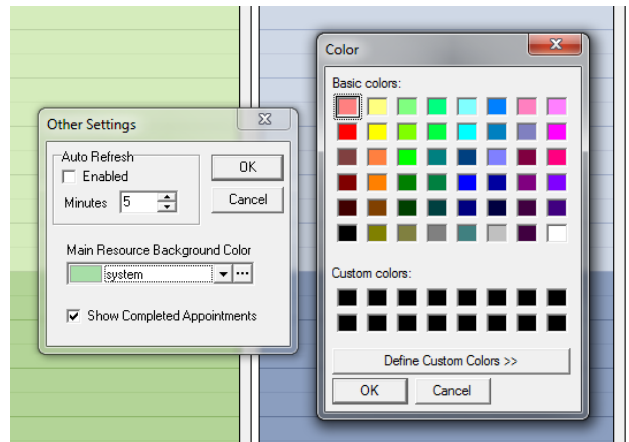 Color
Basic colors:
Other Settings
Auto Refresh
Enabled
OK
Minutes 5
Cancel
Main Resource Background Color
system
Show Completed Appointments
Custom colors:
Define Custom Colors >>
OK
Cancel